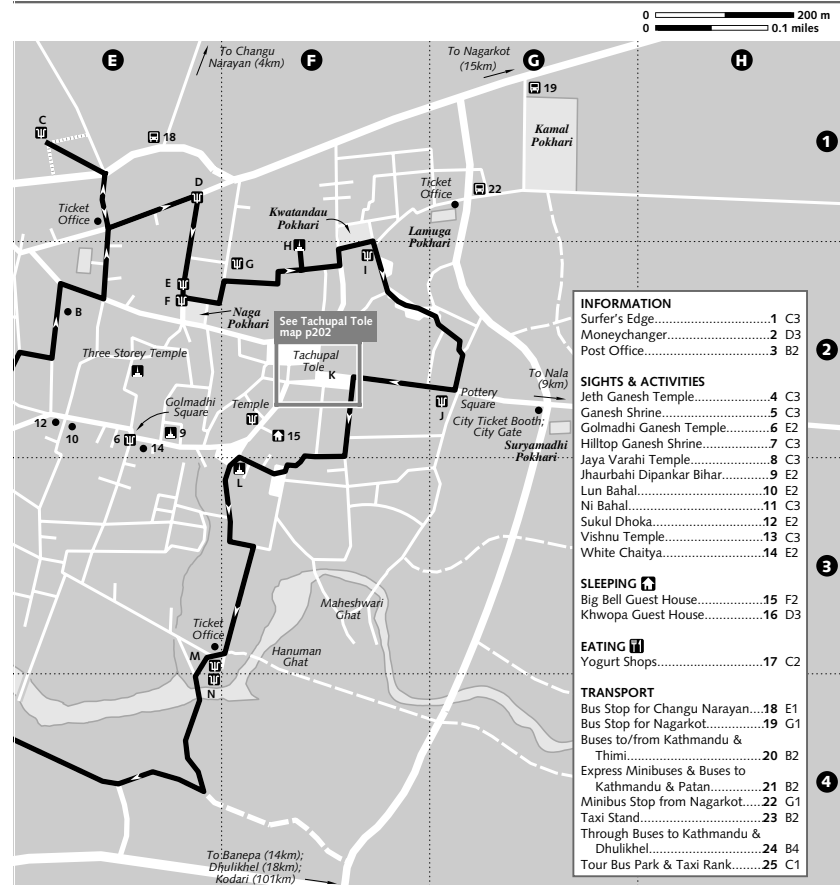 0 200 m
0 0.1 miles
E
F
G
H
To Changu
Narayan (4km)
To Nagarkot
(15km)
19
C
18
Kamal
Pokhari
1
D
Ticket
Office
22
Ticket
Office
Kwatandau
Pokhari
Lamuga
Pokhari
H
G
I
E
F
B
Naga
Pokhari
See Tachupal Tole
map p202
INFORMATION
Surfer's Edge 1 C3
Moneychanger 2 D3
Post Office 3 B2
2
Three Storey Temple
Tachupal
Tole
K
To Nala
(9km)
Golmadhi
Square
Temple
J
Pottery
Square
12
10
6
9
14
15
City Ticket Booth;
City Gate
Suryamadhi
Pokhari
L
SIGHTS & ACTIVITIES
Jeth Ganesh Temple 4 C3
Ganesh Shrine 5 C3
Golmadhi Ganesh Temple 6 E2
Hilltop Ganesh Shrine 7 C3
Jaya Varahi Temple 8 C3
Jhaurbahi Dipankar Bihar 9 E2
Lun Bahal 10 E2
Ni Bahal 11 C3
Sukul Dhoka 12 E2
Vishnu Temple 13 C3
White Chaitya 14 E2
3
SLEEPING
Big Bell Guest House 15 F2
Khwopa Guest House 16 D3
Maheshwari
Ghat
Ticket
Office
M
Hanuman
Ghat
N
EATING
Yogurt Shops 17 C2
TRANSPORT
Bus Stop for Changu Narayan 18 E1
Bus Stop for Nagarkot 19 G1
Buses to/from Kathmandu &
Thimi 20 B2
Express Minibuses & Buses to
Kathmandu & Patan 21 B2
Minibus Stop from Nagarkot 22 G1
Taxi Stand 23 B2
Through Buses to Kathmandu &
Dhulikhel 24 B4
Tour Bus Park & Taxi Rank 25 C1
4
To Banepa (14km);
Dhulikhel (18km);
Kodari (101km)